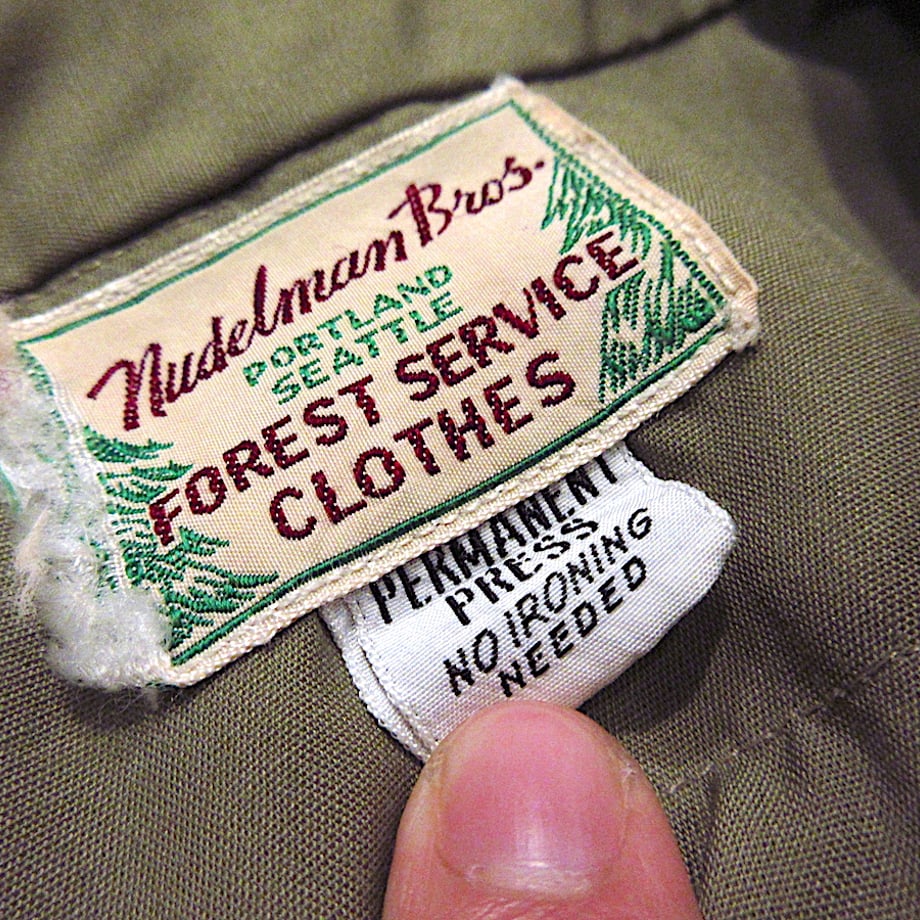 Nudelman Bros.
PORTLAND
SEATTLE
FOREST SERVICE
CLOTHES
PERMANENT
PRESS
NO IRONING
NEEDED